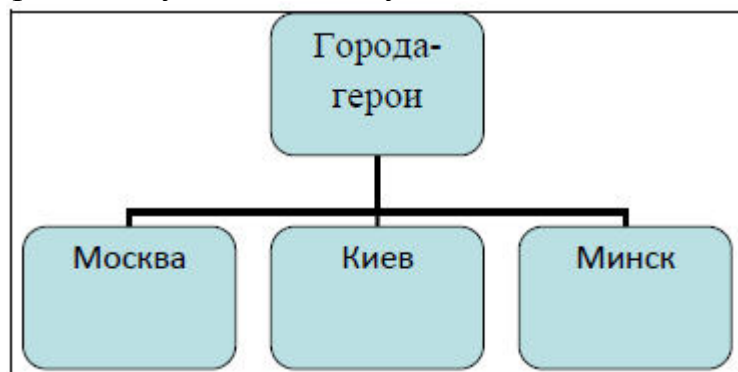 Города-
герои
Москва
Киев
Минск